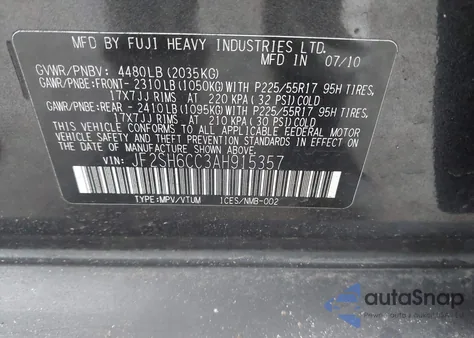 MFD. BY FUJI HEAVY INDUSTRIES LTD.
IN 07/10
GVWR/PNBV: 4480LB (2035KG)
GAWR/PNBE:FRONT- 2310LB (1050KG)WITH P225/55R17 95H TIRES,
17X7JJ RIMS AT 220 KPA (32 PSI) COLD.
GAWR/PNBE:REAR - 2410LB (1095KG)WITH P225/55R17 95H TIRES,
17X7JJ RIMS AT 210 KPA (30 PSI) COLD.
THIS VEHICLE CONFORMS TO ALL APPLICABLE FEDERAL MOTOR
VEHICLE SAFETY AND THEFT PREVENTION STANDARDS IN EFFECT ON
THE DATE OF MANUFACTURE SHOWN ABOVE.
VIN: JF2SH6CC3AH915357
TYPE:MPV/VTUM ICES/NMB-002
autoSnap